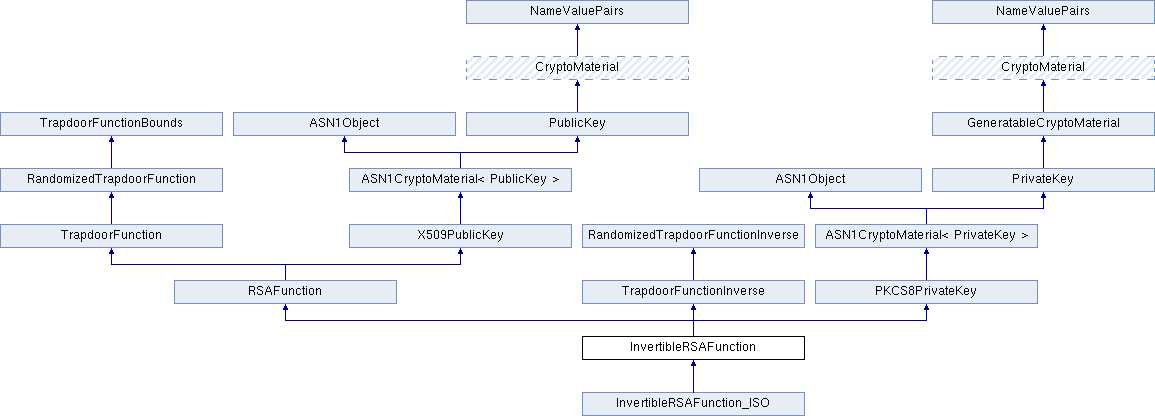 NameValuePairs
NameValuePairs
CryptoMaterial
CryptoMaterial
TrapdoorFunctionBounds
ASN1Object
PublicKey
GeneratableCryptoMaterial
RandomizedTrapdoorFunction
ASN1CryptoMaterial< PublicKey >
ASN1Object
PrivateKey
TrapdoorFunction
X509PublicKey
RandomizedTrapdoorFunctionInverse
ASN1CryptoMaterial< PrivateKey >
RSAFunction
TrapdoorFunctionInverse
PKCS8PrivateKey
InvertibleRSAFunction
InvertibleRSAFunction_ISO